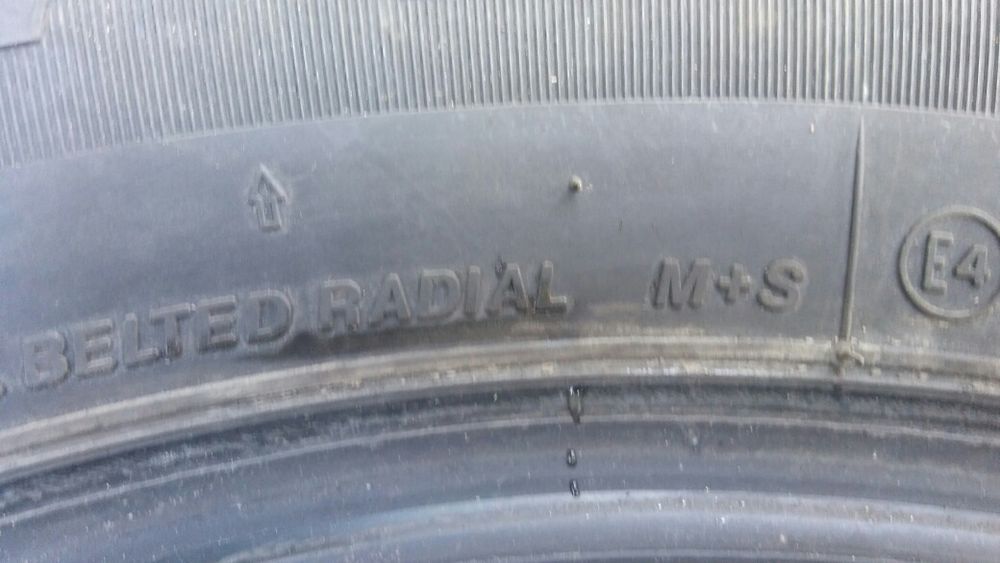 BELTED RADIAL M+S E4